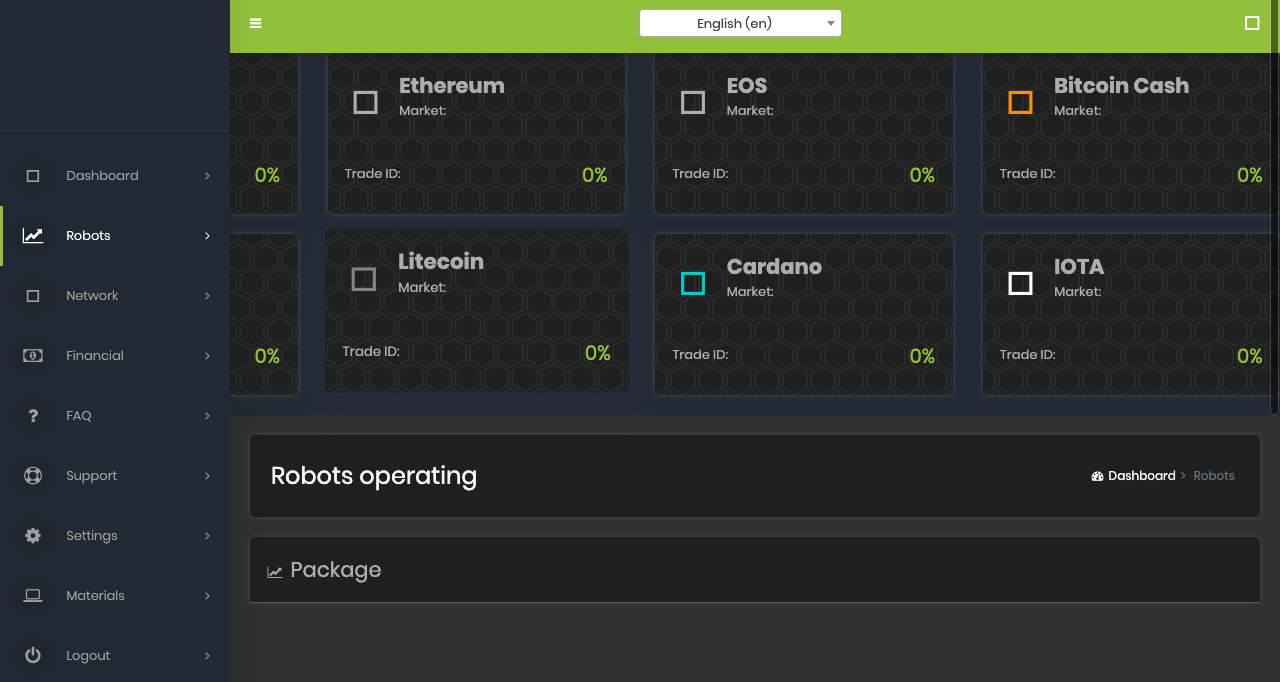 English (en)
Dashboard
Robots
Network
Financial
FAQ
Support
Settings
Materials
Logout
0%
Ethereum
Market:
Trade ID: 0%
EOS
Market:
Trade ID: 0%
Bitcoin Cash
Market:
Trade ID: 0%
0%
Litecoin
Market:
Trade ID: 0%
Cardano
Market:
Trade ID: 0%
IOTA
Market:
Trade ID: 0%
Robots operating
Dashboard > Robots
Package